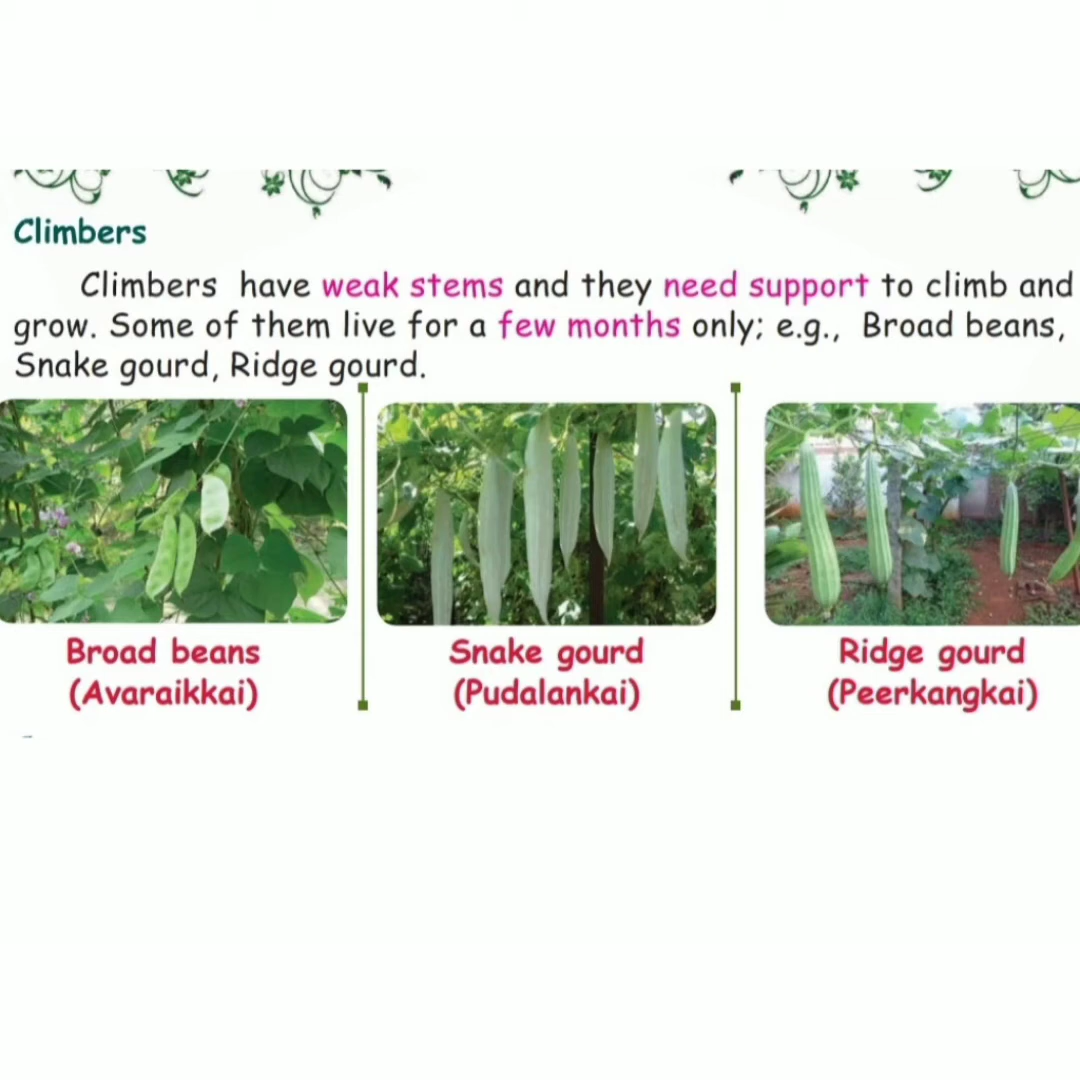 Climbers
Climbers have weak stems and they need support to climb and
grow. Some of them live for a few months only; e.g., Broad beans,
Snake gourd, Ridge gourd.
Broad beans
(Avaraikkai)
Snake gourd
(Pudalankai)
Ridge gourd
(Peerkangkai)